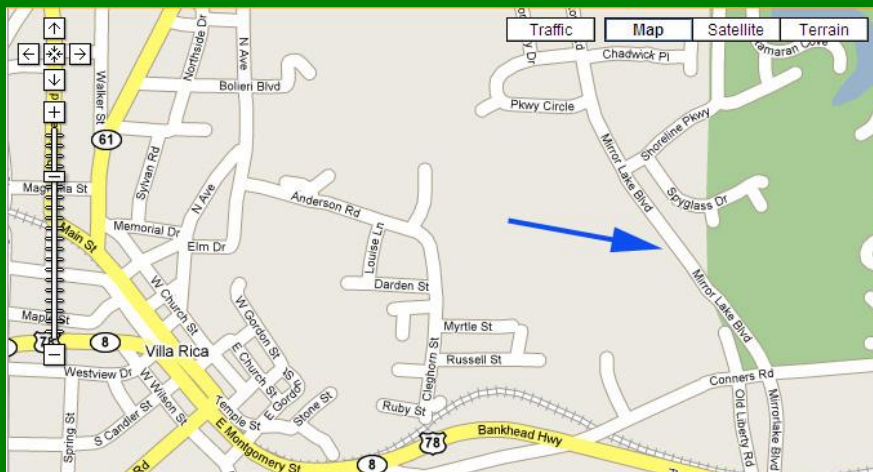 Traffic
Map
Satellite
Terrain
Northside Dr
N Ave
Walker St
Bolieri Blvd
Chadwick Pl
Pkwy Circle
Shoreline Pkwy
61
Sylvan Rd
N Ave
Mirror Lake Blvd
Spyglass Dr
Anderson Rd
Memorial Dr
Main St
Elm Dr
Louise Ln
Darden St
Mirror Lake Blvd
W Church St
W Gordon St
Myrtle St
78
8
Villa Rica
E Church St
Russell St
Cleghorn St
Westview Dr
W Wilson St
E Gordon St
Conners Rd
Temple St
Stone St
Ruby St
Old Liberty Rd
Mirrorlake Blvd
Spring St
S Candler St
E Montgomery St
78
Bankhead Hwy
8
Rd